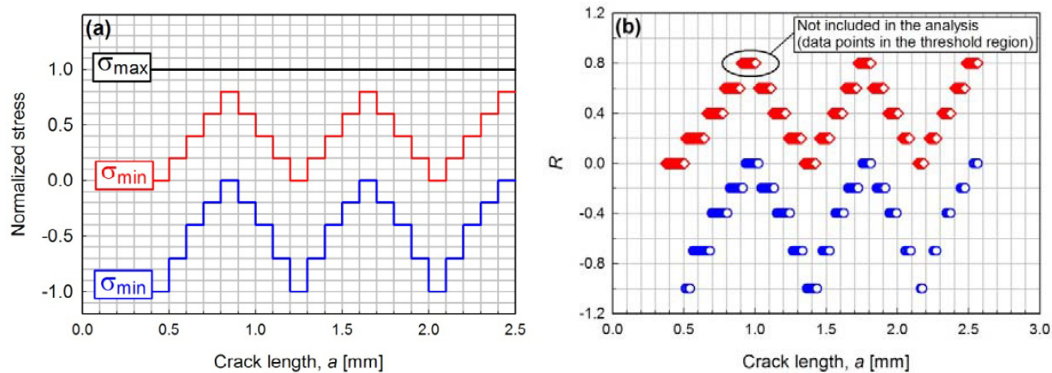 (a)
σmax
σmin
σmin
Normalized stress
1.0
0.5
0.0
-0.5
-1.0
0.0 0.5 1.0 1.5 2.0 2.5
Crack length, a [mm]
(b)
Not included in the analysis
(data points in the threshold region)
R
1.2
0.8
0.4
0.0
-0.4
-0.8
-1.2
0.0 0.5 1.0 1.5 2.0 2.5 3.0
Crack length, a [mm]